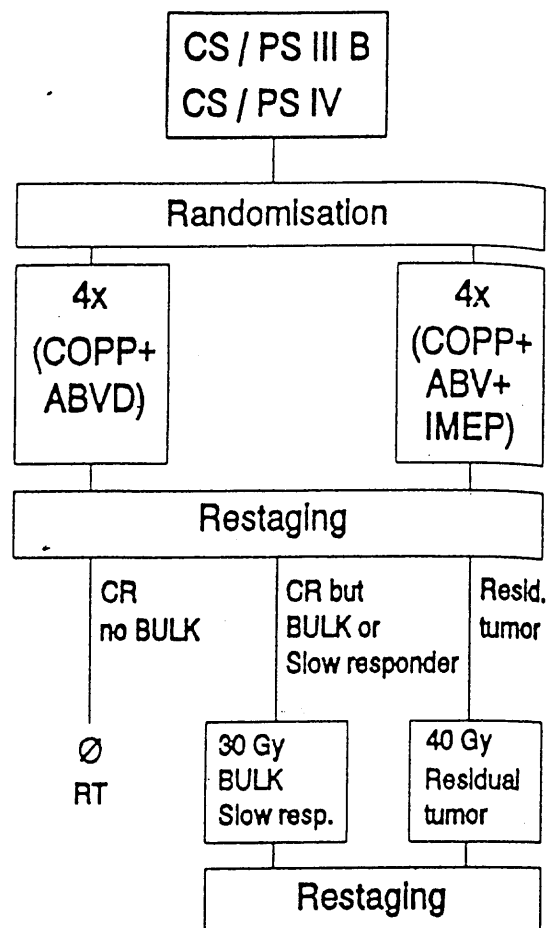 CS / PS III B
CS / PS IV
Randomisation
4x
(COPP+
ABVD)
4x
(COPP+
ABV+
IMEP)
Restaging
CR
no BULK
CR but
BULK or
Slow responder
Resid.
tumor
Ø
RT
30 Gy
BULK
Slow resp.
40 Gy
Residual
tumor
Restaging